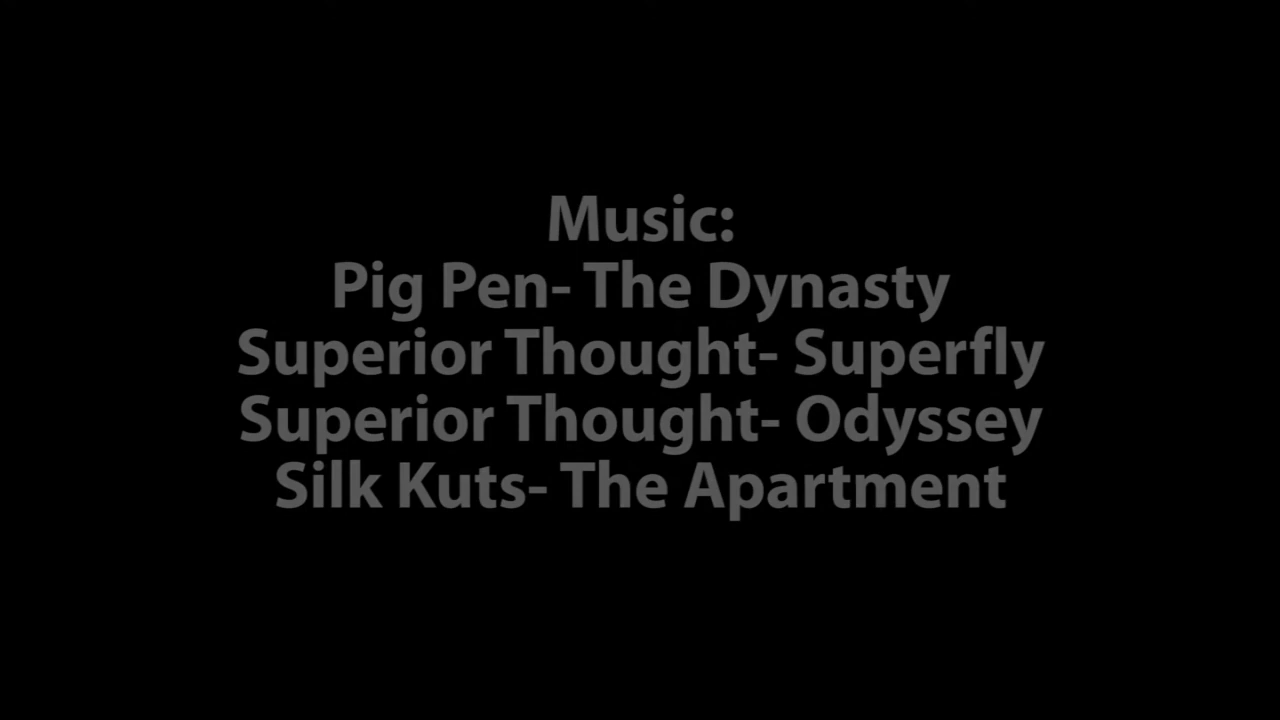 Music:
Pig Pen- The Dynasty
Superior Thought- Superfly
Superior Thought- Odyssey
Silk Kuts- The Apartment